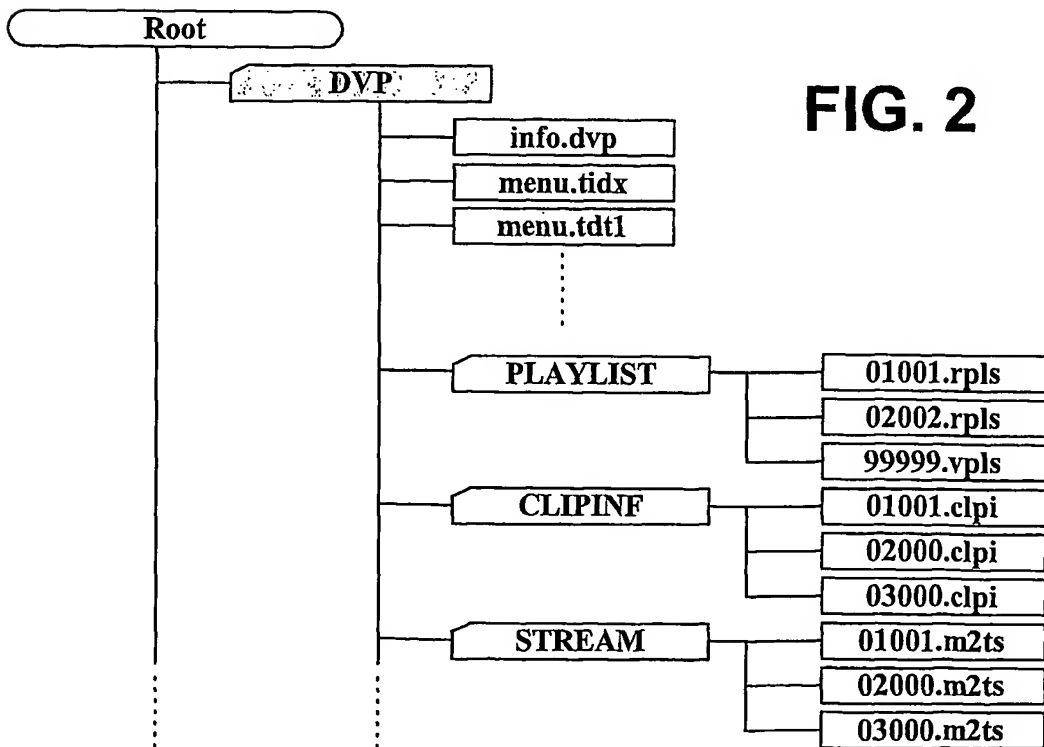 Root
DVP
FIG. 2
info.dvp
menu.tidx
menu.tdt1
PLAYLIST
01001.rpls
02002.rpls
99999.vpls
CLIPINF
01001.clpi
02000.clpi
03000.clpi
STREAM
01001.m2ts
02000.m2ts
03000.m2ts